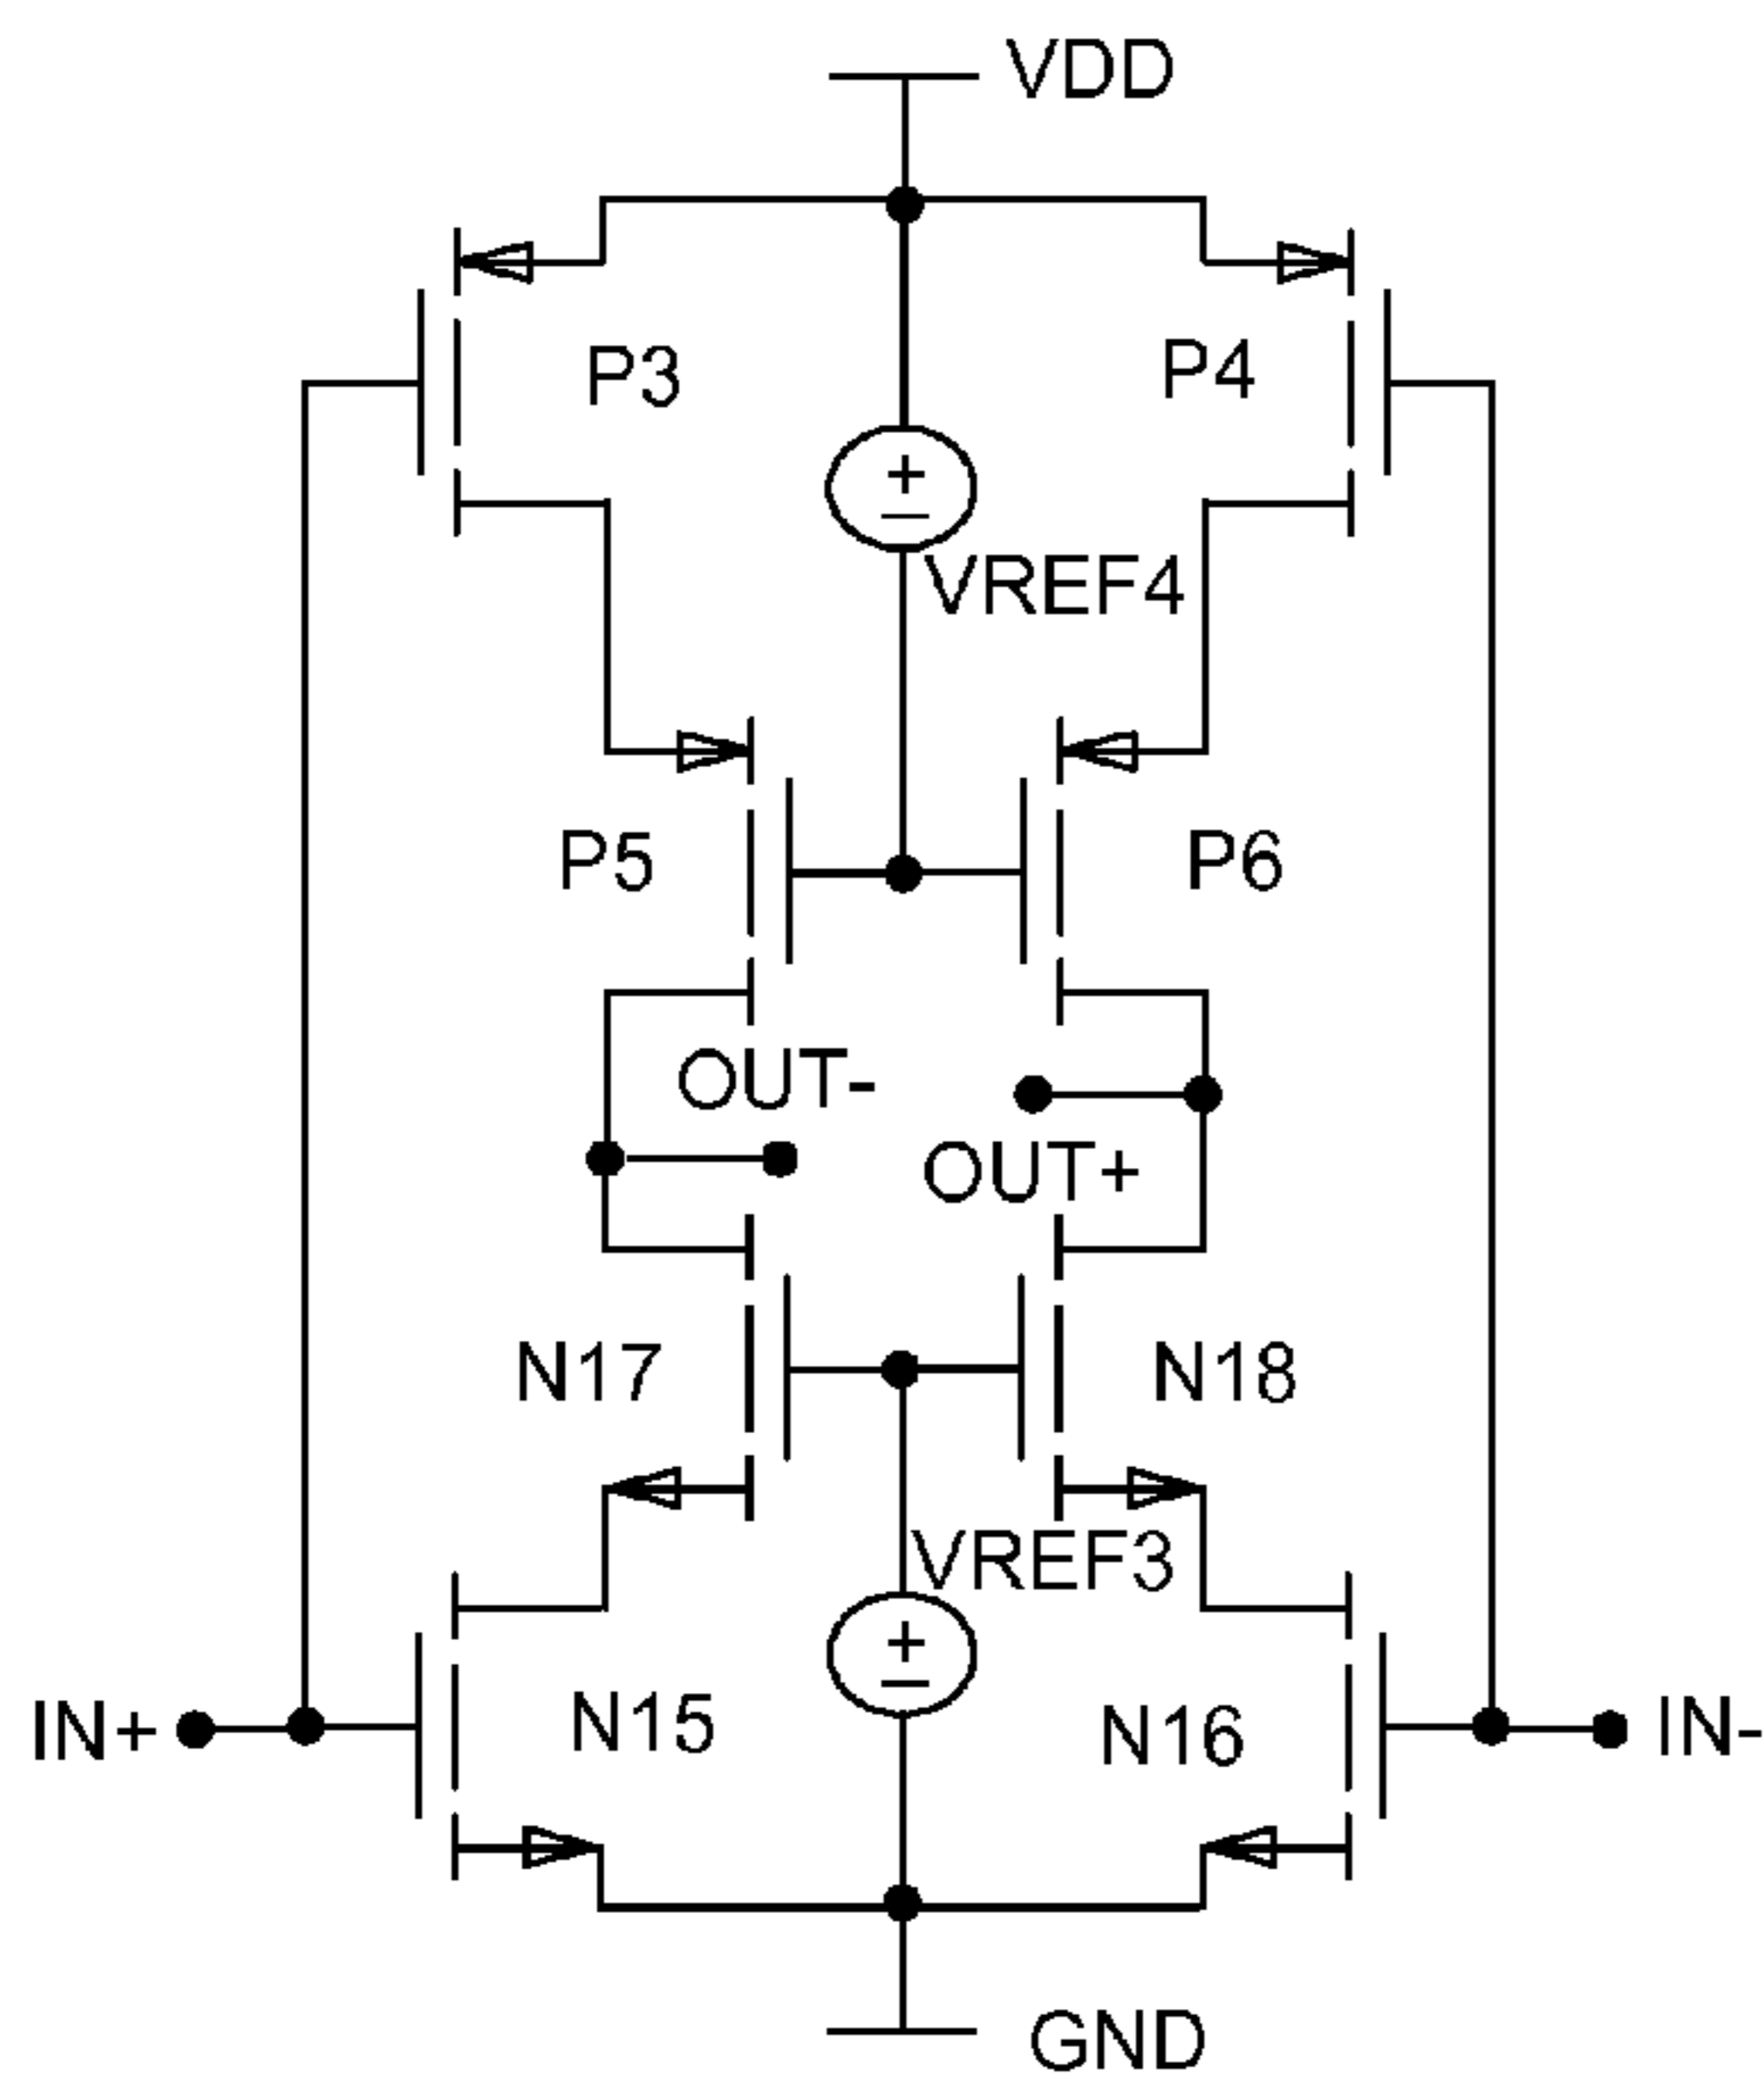 VDD
P3
P4
+
−
VREF4
P5
P6
OUT-
OUT+
N17
N18
VREF3
+
−
IN+
N15
N16
IN-
GND